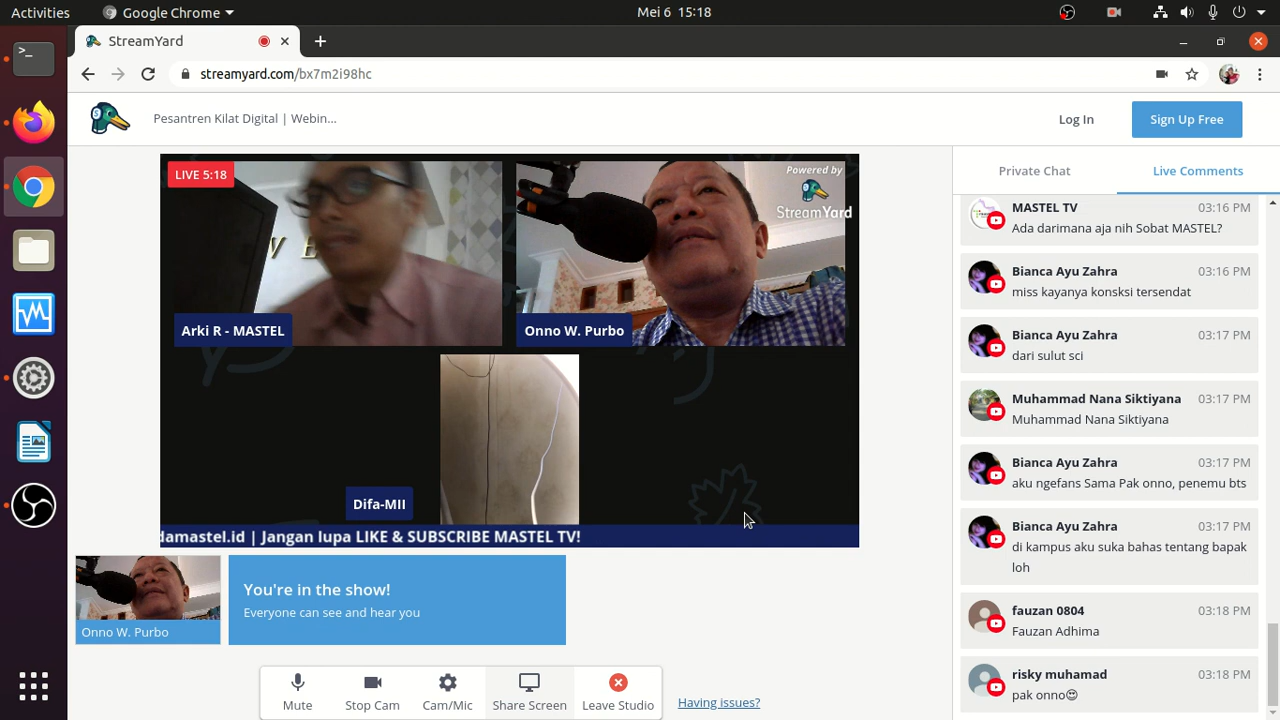 Activities
Google Chrome
Mei 6 15:18
StreamYard
streamyard.com/bx7m2i98hc
Pesantren Kilat Digital | Webin...
Log In
Sign Up Free
LIVE 5:18
Powered by
StreamYard
Arki R - MASTEL
Onno W. Purbo
Difa-MII
damastel.id | Jangan lupa LIKE & SUBSCRIBE MASTEL TV!
Onno W. Purbo
You're in the show!
Everyone can see and hear you
Mute
Stop Cam
Cam/Mic
Share Screen
Leave Studio
Having issues?
Private Chat
Live Comments
MASTEL TV 03:16 PM
Ada darimana aja nih Sobat MASTEL?
Bianca Ayu Zahra 03:16 PM
miss kayanya konsksi tersendat
Bianca Ayu Zahra 03:17 PM
dari sulut sci
Muhammad Nana Siktiyana 03:17 PM
Muhammad Nana Siktiyana
Bianca Ayu Zahra 03:17 PM
aku ngefans Sama Pak onno, penemu bts
Bianca Ayu Zahra 03:17 PM
di kampus aku suka bahas tentang bapak
loh
fauzan 0804 03:18 PM
Fauzan Adhima
risky muhamad 03:18 PM
pak onno😍